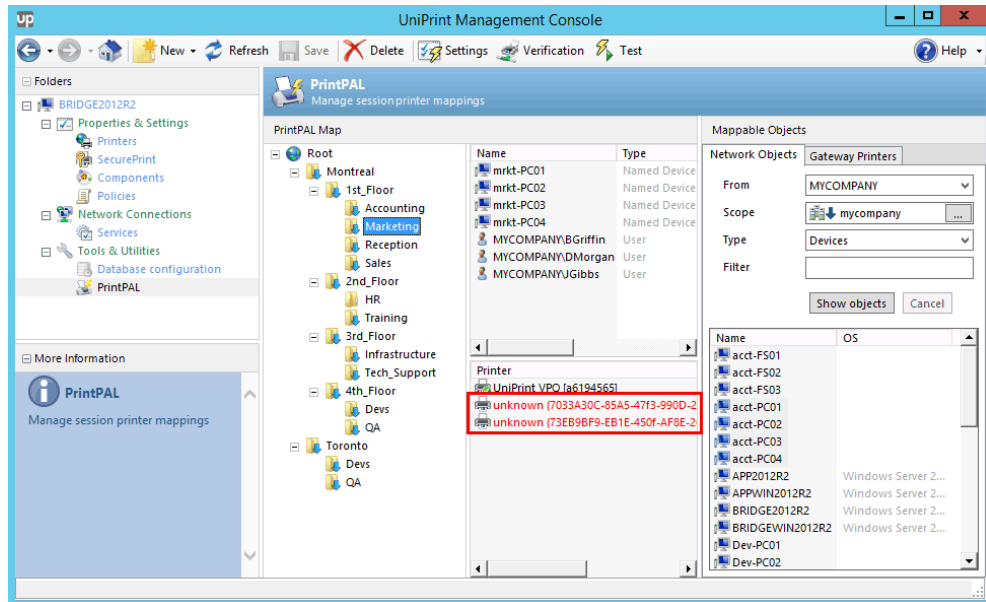 UniPrint Management Console
New
Refresh
Save
Delete
Settings
Verification
Test
Help
Folders
BRIDGE2012R2
Properties & Settings
Printers
SecurePrint
Components
Policies
Network Connections
Services
Tools & Utilities
Database configuration
PrintPAL
More Information
PrintPAL
Manage session printer mappings
PrintPAL
Manage session printer mappings
PrintPAL Map
Root
Montreal
1st_Floor
Accounting
Marketing
Reception
Sales
2nd_Floor
HR
Training
3rd_Floor
Infrastructure
Tech_Support
4th_Floor
Devs
QA
Toronto
Devs
QA
Name Type
mrkt-PC01 Named Device
mrkt-PC02 Named Device
mrkt-PC03 Named Device
mrkt-PC04 Named Device
MYCOMPANY\BGriffin User
MYCOMPANY\DMorgan User
MYCOMPANY\JGibbs User
Printer
UniPrint VPO [a6194565]
unknown (7033A30C-85A5-47f3-990D-2
unknown (73EB9BF9-EB1E-450f-AF8E-2
Mappable Objects
Network Objects Gateway Printers
From MYCOMPANY
Scope mycompany ...
Type Devices
Filter
Show objects Cancel
Name OS
acct-FS01
acct-FS02
acct-FS03
acct-PC01
acct-PC02
acct-PC03
acct-PC04
APP2012R2 Windows Server 2...
APPWIN2012R2 Windows Server 2...
BRIDGE2012R2 Windows Server 2...
BRIDGEWIN2012R2 Windows Server 2...
Dev-PC01
Dev-PC02